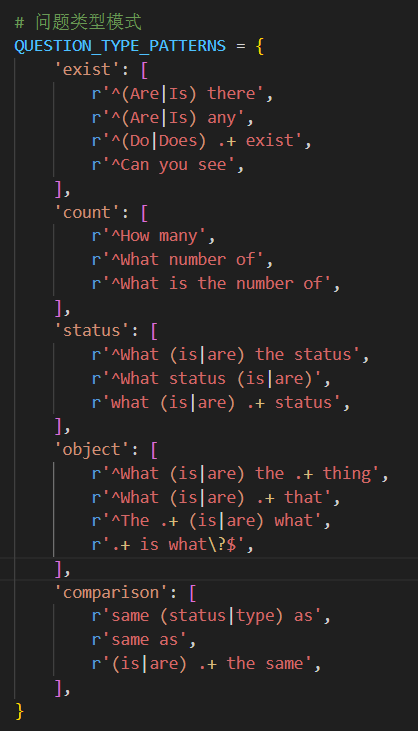 # 问题类型模式
QUESTION_TYPE_PATTERNS = {
    'exist': [
        r'^(Are|Is) there',
        r'^(Are|Is) any',
        r'^(Do|Does) .+ exist',
        r'^Can you see',
    ],
    'count': [
        r'^How many',
        r'^What number of',
        r'^What is the number of',
    ],
    'status': [
        r'^What (is|are) the status',
        r'^What status (is|are)',
        r'what (is|are) .+ status',
    ],
    'object': [
        r'^What (is|are) the .+ thing',
        r'^What (is|are) .+ that',
        r'^The .+ (is|are) what',
        r'.+ is what\?$',
    ],
    'comparison': [
        r'same (status|type) as',
        r'same as',
        r'(is|are) .+ the same',
    ],
}